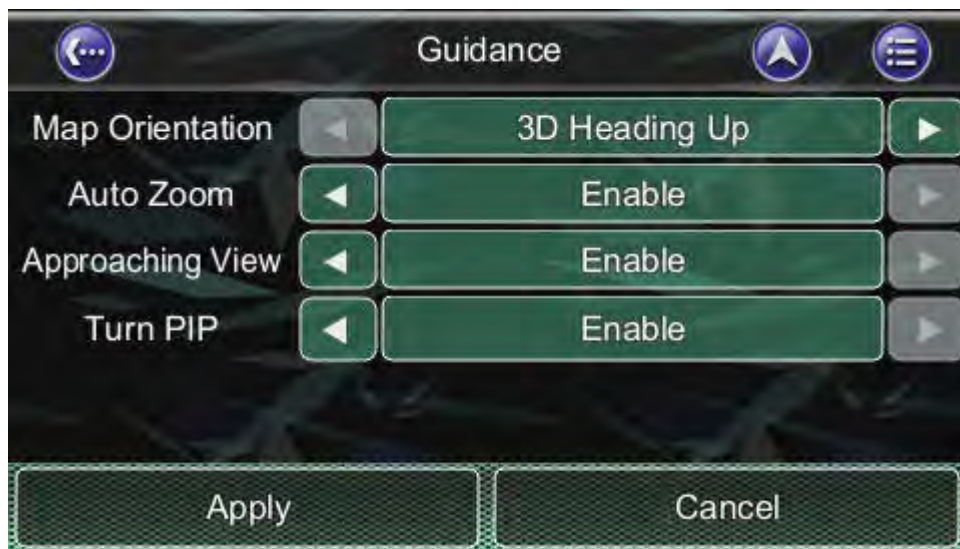 Guidance
Map Orientation 3D Heading Up
Auto Zoom Enable
Approaching View Enable
Turn PIP Enable
Apply Cancel